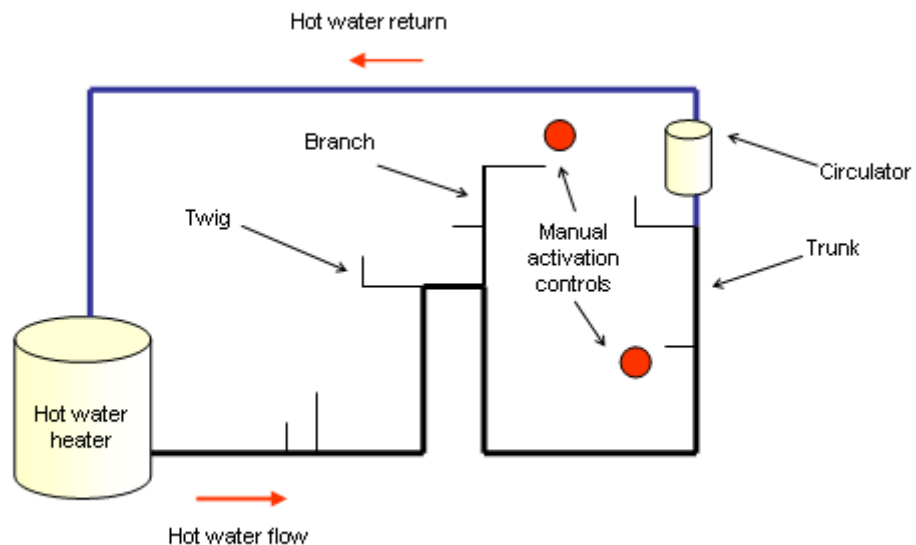 Hot water return
Branch
Circulator
Twig
Manual
activation
controls
Trunk
Hot water
heater
Hot water flow